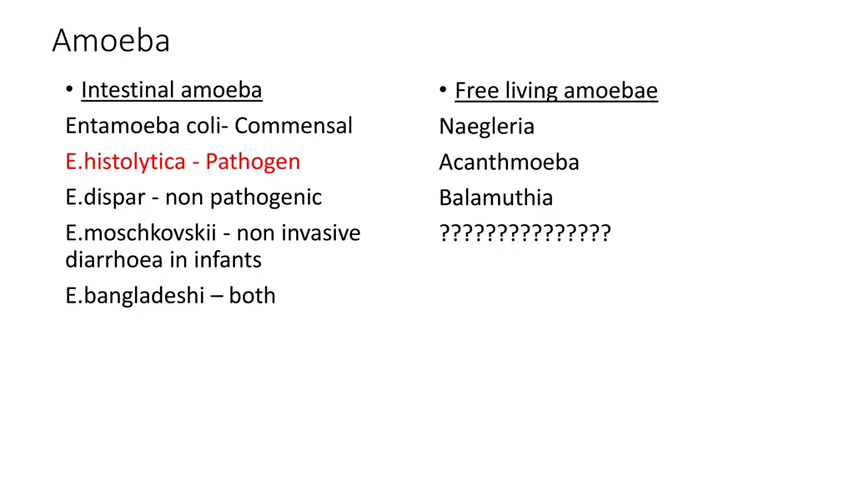 Amoeba
• Intestinal amoeba
Entamoeba coli- Commensal
E.histolytica - Pathogen
E.dispar - non pathogenic
E.moschkovskii - non invasive
diarrhoea in infants
E.bangladeshi – both
• Free living amoebae
Naegleria
Acanthmoeba
Balamuthia
???????????????